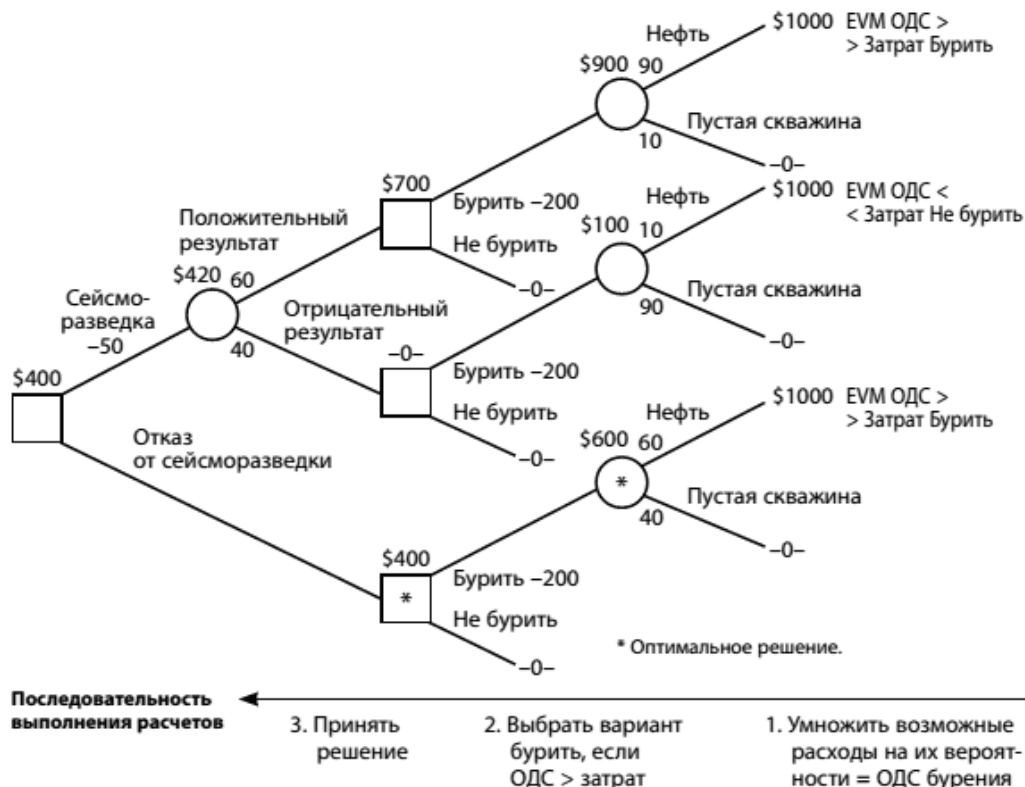 Нефть
$1000 EVM ОДС >
> Затрат Бурить
$900 90
Пустая скважина
10
–0–
$700
Бурить –200
Не бурить
–0–
Нефть
$1000 EVM ОДС <
< Затрат Не бурить
$100 10
Пустая скважина
90
–0–
Положительный
результат
$420 60
Сейсмо-
разведка
–50
40
Отрицательный
результат
–0–
Бурить –200
Не бурить
–0–
$400
Отказ
от сейсморазведки
Нефть
$1000 EVM ОДС >
> Затрат Бурить
$600 60
*
Пустая скважина
40
–0–
$400
*
Бурить –200
Не бурить
–0–
* Оптимальное решение.
Последовательность
выполнения расчетов
3. Принять
решение
2. Выбрать вариант
бурить, если
ОДС > затрат
1. Умножить возможные
расходы на их вероят-
ности = ОДС бурения